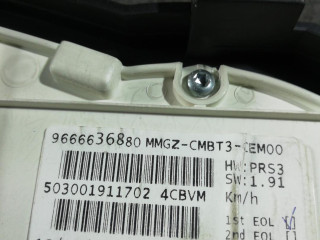 9666636880 MMGZ-CMBT3-CEM00
HW:PRS3
SW:1.91
503001911702 4CBVM
Km/h
1st EOL [/]
2nd EOL []